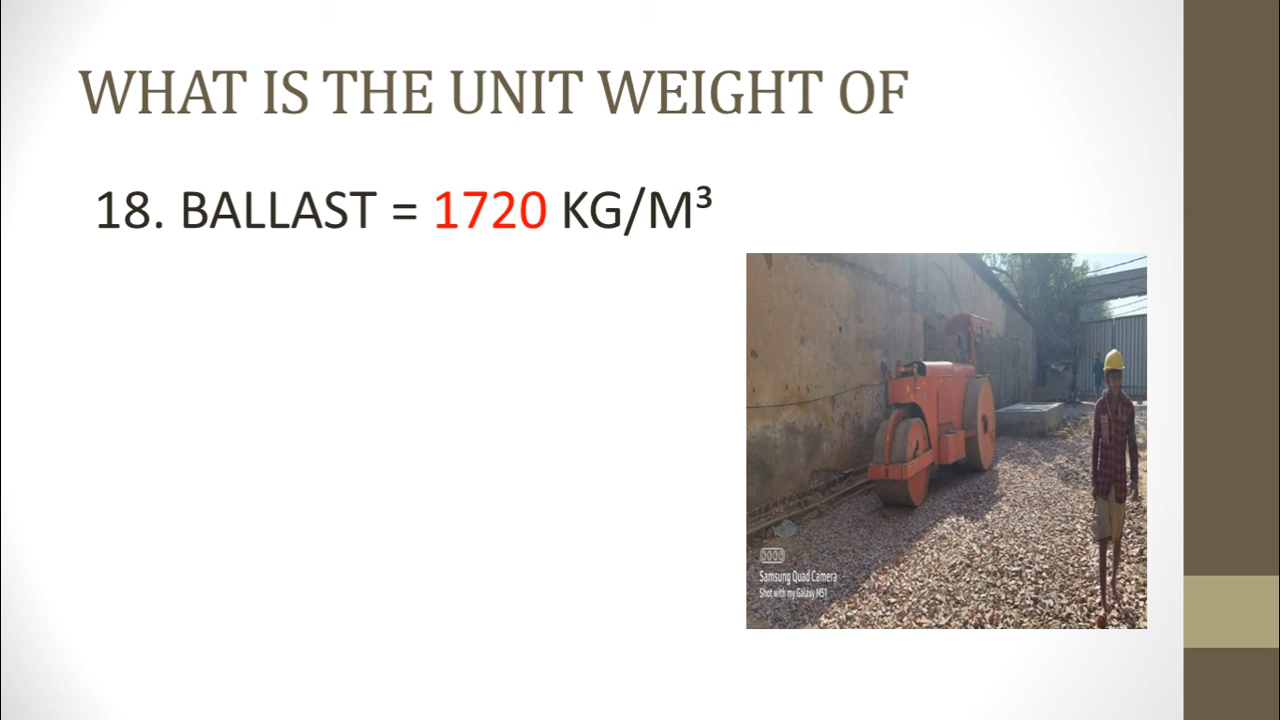 WHAT IS THE UNIT WEIGHT OF
18. BALLAST = 1720 KG/M³
Samsung Quad Camera
Shot with my Galaxy M51